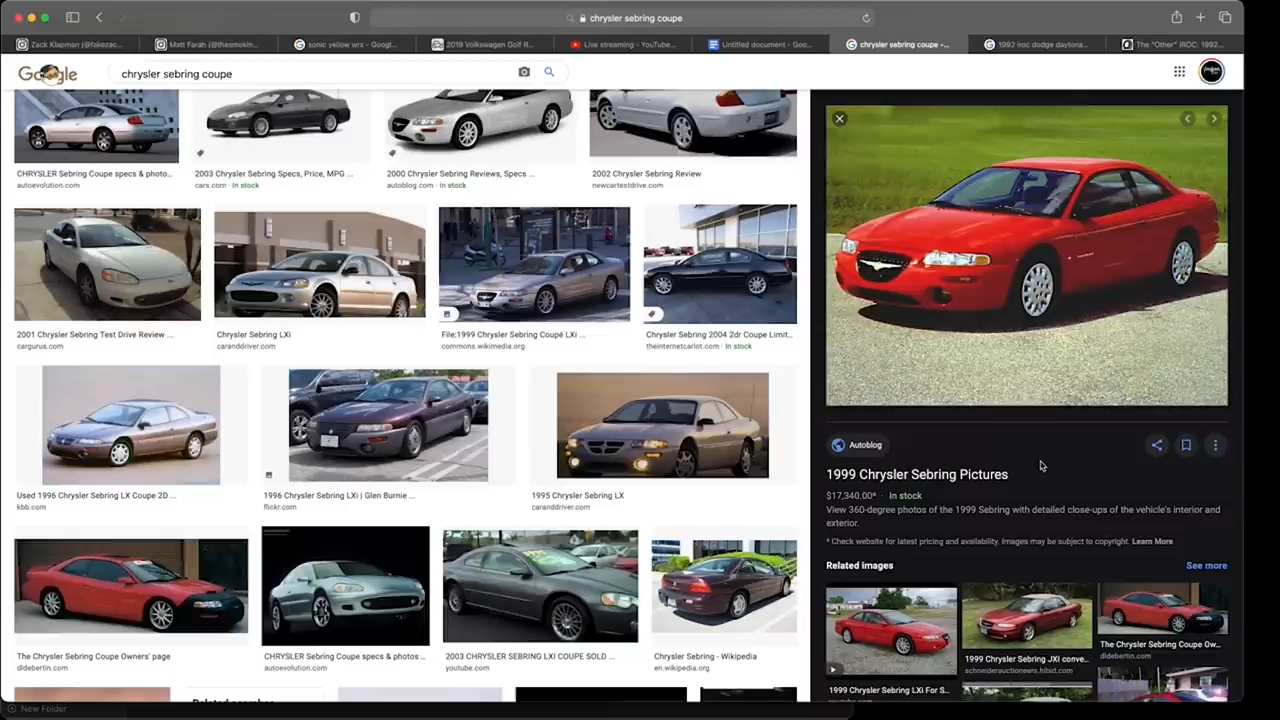 chrysler sebring coupe
Zack Klapman (@fakezac...
Matt Farah (@thesmokin...
sonic yellow wrx - Googl...
2019 Volkswagen Golf R...
Live streaming - YouTube...
Untitled document - Goo...
chrysler sebring coupe -...
1992 iroc dodge daytona...
The "Other" IROC: 1992...
Google
chrysler sebring coupe
CHRYSLER Sebring Coupe specs & photo...
autoevolution.com
2003 Chrysler Sebring Specs, Price, MPG ...
cars.com · In stock
2000 Chrysler Sebring Reviews, Specs ...
autoblog.com · In stock
2002 Chrysler Sebring Review
newcartestdrive.com
2001 Chrysler Sebring Test Drive Review ...
cargurus.com
Chrysler Sebring LXi
caranddriver.com
File:1999 Chrysler Sebring Coupé LXi ...
commons.wikimedia.org
Chrysler Sebring 2004 2dr Coupe Limit...
theinternetcarlot.com · In stock
Used 1996 Chrysler Sebring LX Coupe 2D ...
kbb.com
1996 Chrysler Sebring LXi | Glen Burnie ...
flickr.com
1995 Chrysler Sebring LX
caranddriver.com
The Chrysler Sebring Coupe Owners' page
dldebertin.com
CHRYSLER Sebring Coupe specs & photos ...
autoevolution.com
2003 CHRYSLER SEBRING LXI COUPE SOLD ...
youtube.com
Chrysler Sebring - Wikipedia
en.wikipedia.org
Autoblog
1999 Chrysler Sebring Pictures
$17,340.00* · In stock
View 360-degree photos of the 1999 Sebring with detailed close-ups of the vehicle's interior and
exterior.
* Check website for latest pricing and availability. Images may be subject to copyright. Learn More
Related images
See more
1999 Chrysler Sebring LXi For S...
1999 Chrysler Sebring JXi conve...
schneiderauctioneers.hibid.com
The Chrysler Sebring Coupe Ow...
dldebertin.com
New Folder